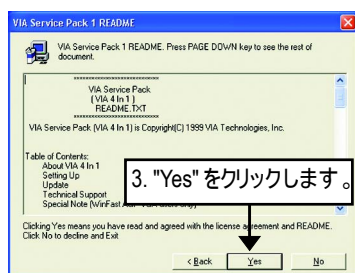 VIA Service Pack 1 README
VIA Service Pack 1 README. Press PAGE DOWN key to see the rest of
document.
==============================
VIA Service Pack
( VIA 4 In 1 )
README.TXT
==============================
VIA Service Pack (VIA 4 In 1) is Copyright(C) 1999 VIA Technologies, Inc.
Table of Contents:
About VIA 4 In 1
Setting Up
Update
Technical Support
Special Note (WinFast
3. "Yes" をクリックします。
Clicking Yes means you have read and agreed with the license agreement and README.
Click No to decline and Exit
< Back
Yes
No